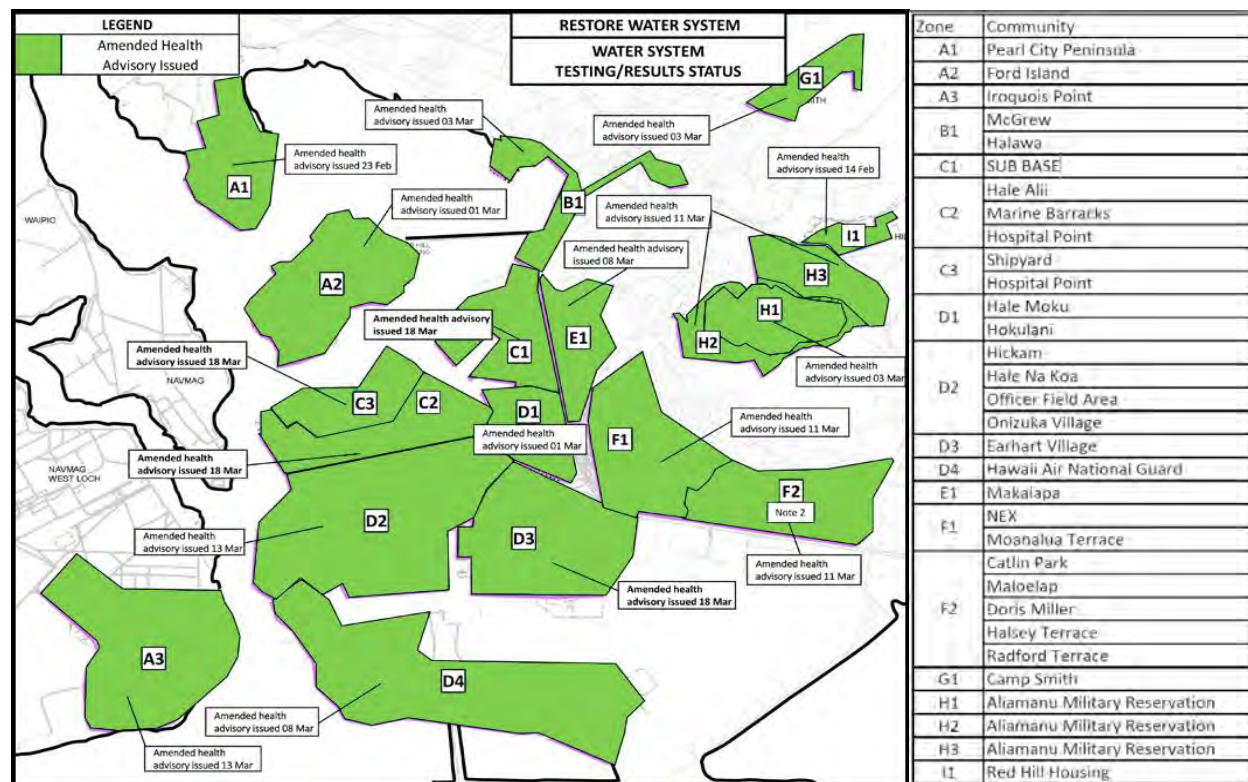 LEGEND
Amended Health
Advisory Issued
RESTORE WATER SYSTEM
WATER SYSTEM
TESTING/RESULTS STATUS
G1
Amended health
advisory issued 03 Mar
Amended health
advisory issued 03 Mar
Amended health
advisory issued 23 Feb
A1
Amended health
advisory issued 14 Feb
Amended health
advisory issued 01 Mar
B1
Amended health
advisory issued 11 Mar
WAIPIO
I1
Amended health advisory
issued 08 Mar
H3
A2
H1
Amended health advisory
issued 18 Mar
E1
H2
Amended health
advisory issued 18 Mar
C1
Amended health
advisory issued 03 Mar
NAVMAG
C3
C2
D1
Amended health
advisory issued 01 Mar
F1
Amended health
advisory issued 11 Mar
Amended health
advisory issued 18 Mar
NAVMAG
WEST LOCH
F2
Note 2
D2
D3
Amended health
advisory issued 13 Mar
Amended health
advisory issued 11 Mar
Amended health
advisory issued 18 Mar
A3
D4
Amended health
advisory issued 08 Mar
Amended health
advisory issued 13 Mar
Zone Community
A1 Pearl City Peninsula
A2 Ford Island
A3 Iroquois Point
B1 McGrew
Halawa
C1 SUB BASE
C2 Hale Alii
Marine Barracks
Hospital Point
C3 Shipyard
Hospital Point
D1 Hale Moku
Hokulani
D2 Hickam
Hale Na Koa
Officer Field Area
Onizuka Village
D3 Earhart Village
D4 Hawaii Air National Guard
E1 Makalapa
F1 NEX
Moanalua Terrace
F2 Catlin Park
Maloelap
Doris Miller
Halsey Terrace
Radford Terrace
G1 Camp Smith
H1 Aliamanu Military Reservation
H2 Aliamanu Military Reservation
H3 Aliamanu Military Reservation
I1 Red Hill Housing